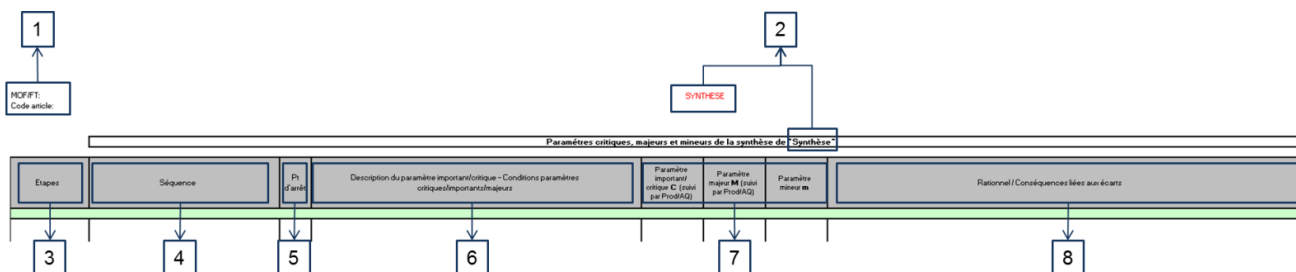 1
2
MOF/FT:
Code article:
SYNTHESE
Paramétres critiques, majeurs et mineurs de la synthèse de "Synthèse"
Etapes
Séquence
Pt
d'arrêt
Description du paramètre important/critique - Conditions paramètres
critiques/importants/majeurs
Paramètre
important/
critique C (suivi
par Prod/AQ)
Paramètre
majeur M (suivi
par Prod/AQ)
Paramètre
mineur m
Rationnel / Conséquences liées aux écarts
3
4
5
6
7
8